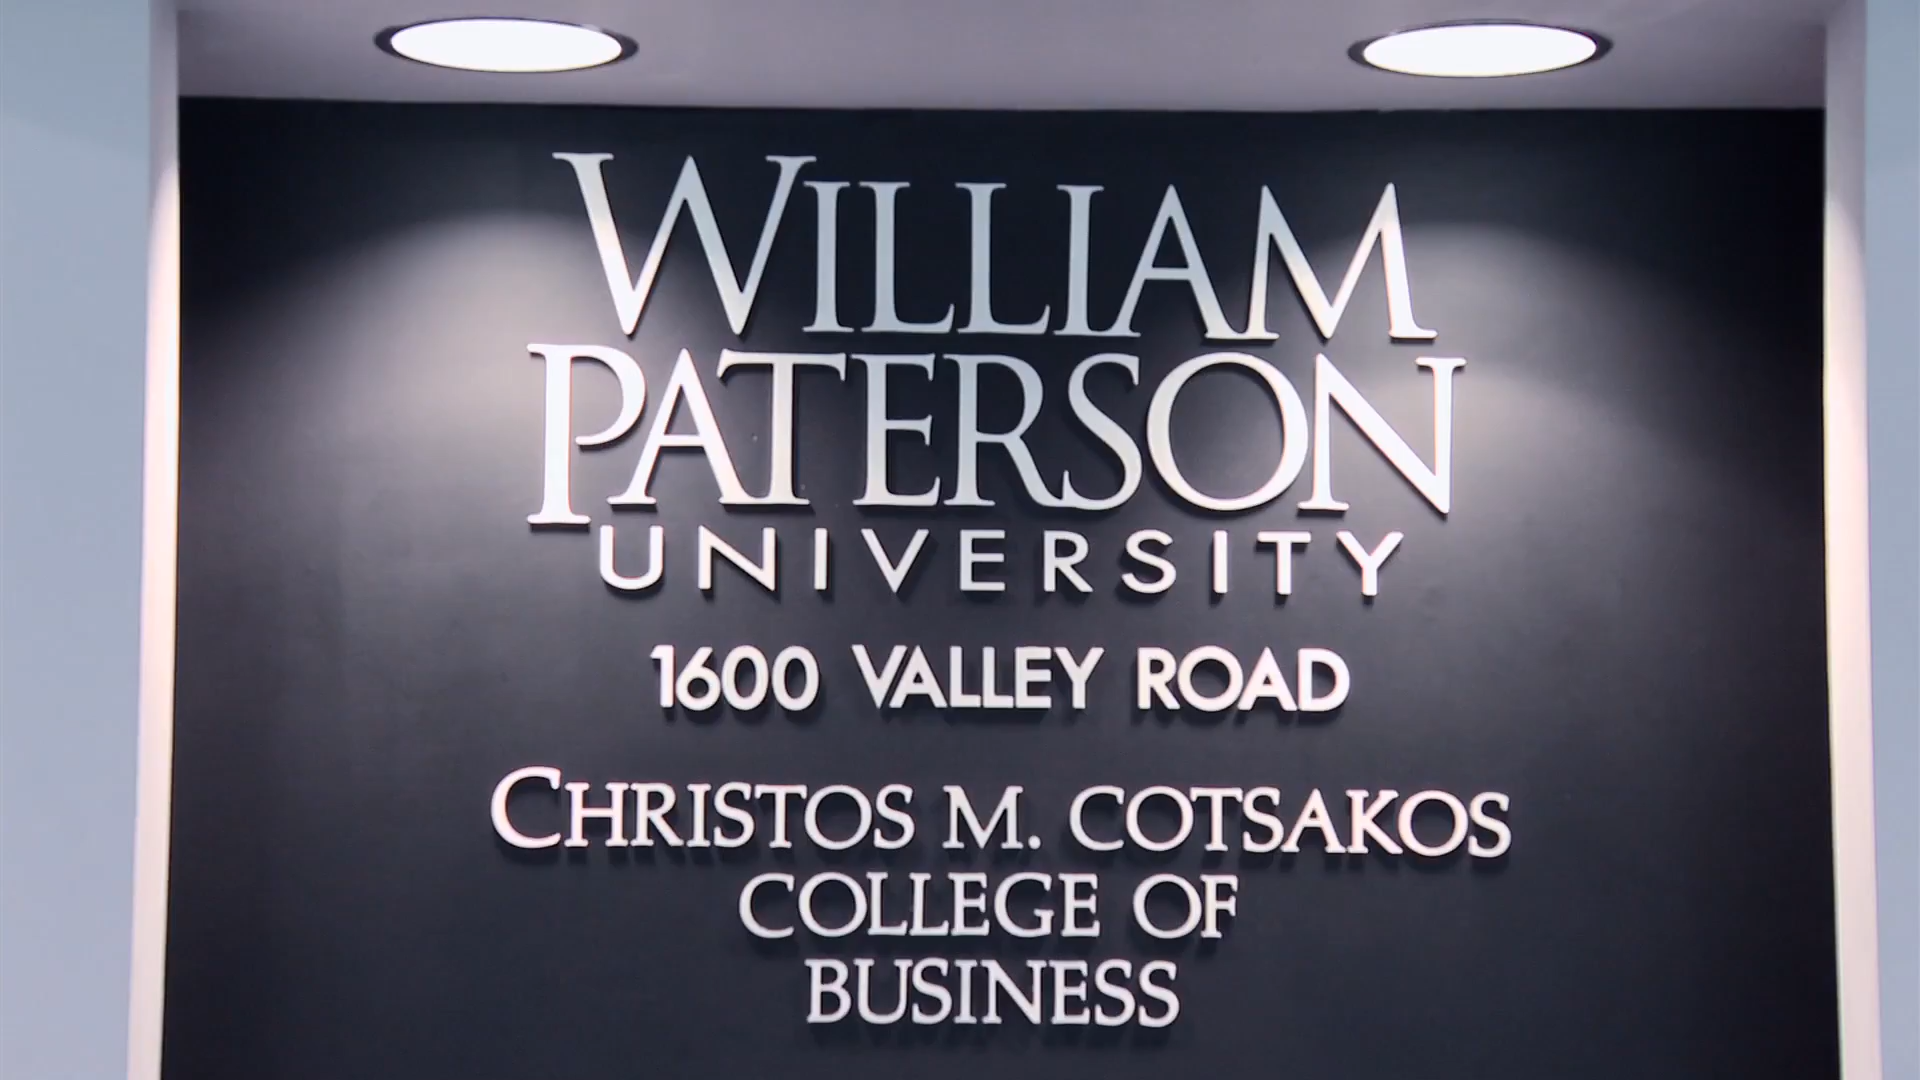 WILLIAM
PATERSON
UNIVERSITY
1600 VALLEY ROAD
CHRISTOS M. COTSAKOS
COLLEGE OF
BUSINESS